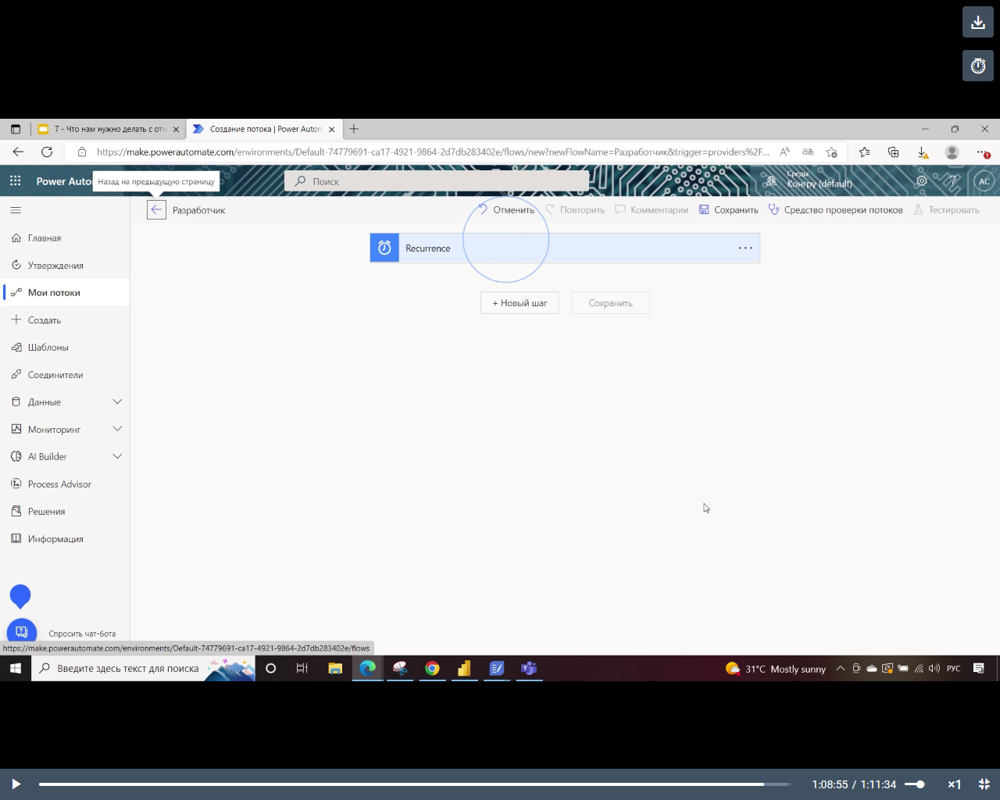 7 - Что нам нужно делать с отч
Создание потока | Power Autom
https://make.powerautomate.com/environments/Default-74779691-ca17-4921-9864-2d7db283402e/flows/new?newFlowName=Разработчик&trigger=providers%2F...
Power Auto
Назад на предыдущую страницу
Поиск
Среды
Конгру (default)
AC
Разработчик
Отменить
Повторить
Комментарии
Сохранить
Средство проверки потоков
Тестировать
Главная
Утверждения
Мои потоки
Создать
Шаблоны
Соединители
Данные
Мониторинг
AI Builder
Process Advisor
Решения
Информация
Recurrence
+ Новый шаг
Сохранить
Спросить чат-бота
https://make.powerautomate.com/environments/Default-74779691-ca17-4921-9864-2d7db283402e/flows
Введите здесь текст для поиска
31°C Mostly sunny
РУС
1:08:55 / 1:11:34
×1